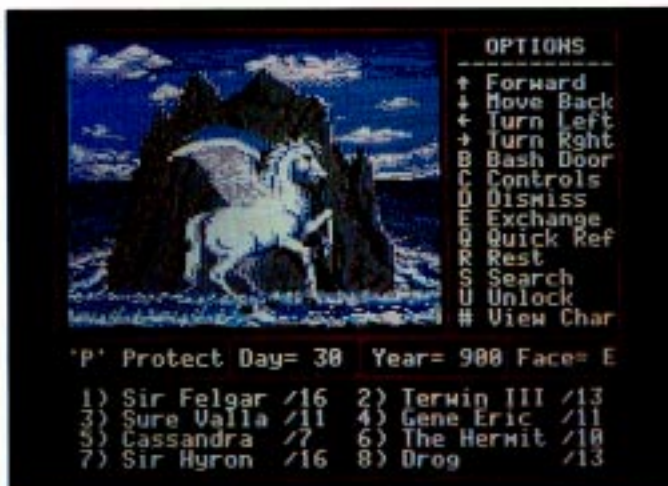 OPTIONS
--------------
↑ Forward
↓ Move Back
← Turn Left
→ Turn Rght
B Bash Door
C Controls
D Dismiss
E Exchange
Q Quick Ref
R Rest
S Search
U Unlock
# View Char
'P' Protect Day= 30 Year= 900 Face= E
1) Sir Felgar /16 2) Terwin III /13
3) Sure Valla /11 4) Gene Eric /11
5) Cassandra /7 6) The Hermit /10
7) Sir Hyron /16 8) Drog /13